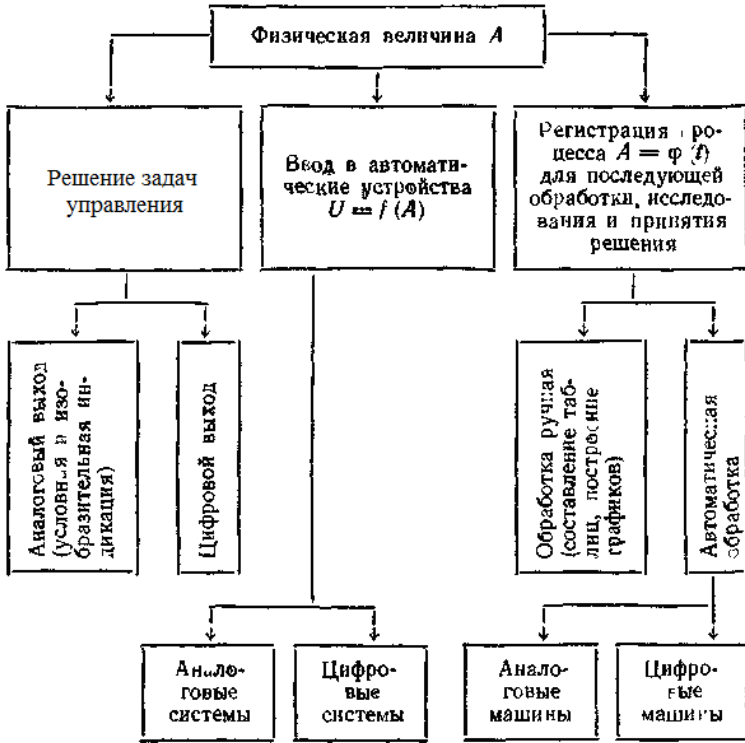 Физическая величина A
Решение задач
управления
Ввод в автомати-
ческие устройства
U = f (A)
Регистрация про-
цесса A = φ (t)
для последующей
обработки, исследо-
вания и принятия
решения
Аналоговый выход
(условная и изо-
бразительная ин-
дикация)
Цифровой выход
Обработка ручная
(составление таб-
лиц, построение
графиков)
Автоматическая
обработка
Анало-
говые
системы
Цифро-
вые
системы
Анало-
говые
машины
Цифро-
вые
машины